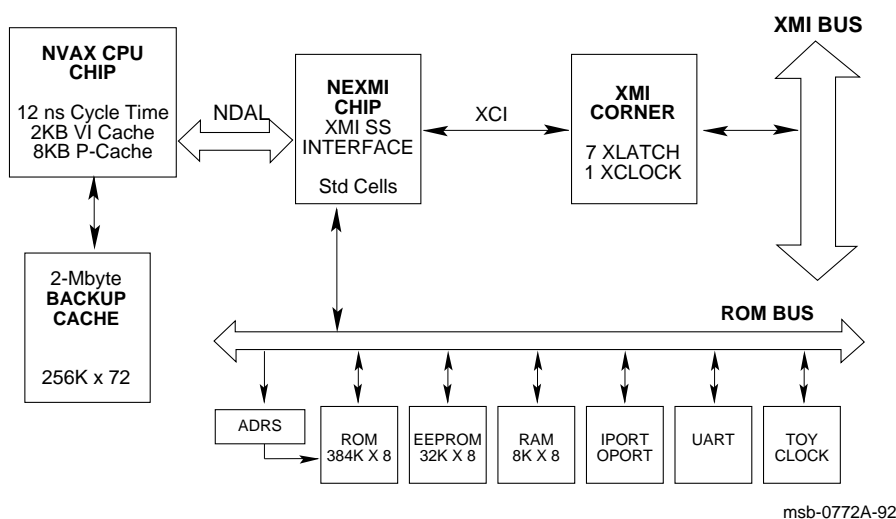 XMI BUS
NVAX CPU
CHIP
12 ns Cycle Time
2KB VI Cache
8KB P-Cache
NDAL
NEXMI
CHIP
XMI SS
INTERFACE
Std Cells
XCI
XMI
CORNER
7 XLATCH
1 XCLOCK
2-Mbyte
BACKUP
CACHE
256K x 72
ROM BUS
ADRS
ROM
384K X 8
EEPROM
32K X 8
RAM
8K X 8
IPORT
OPORT
UART
TOY
CLOCK
msb-0772A-92